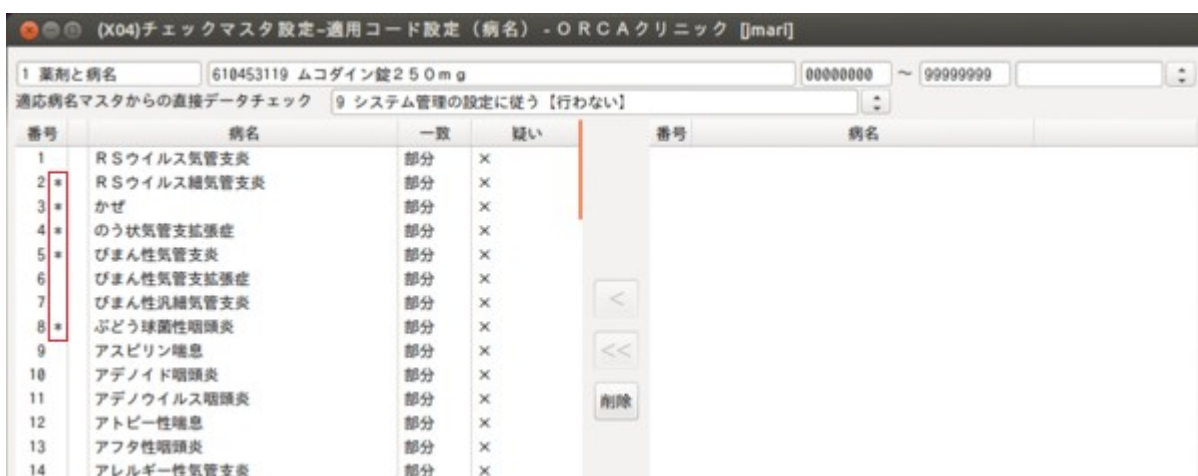 (X04)チェックマスタ設定-適用コード設定(病名) - ORCAクリニック [jmari]
1 薬剤と病名 610453119 ムコダイン錠250mg 00000000 ~ 99999999
適応病名マスタからの直接データチェック 9 システム管理の設定に従う【行わない】
番号 病名 一致 疑い 番号 病名
1 RSウイルス気管支炎 部分 ×
2 * RSウイルス細気管支炎 部分 ×
3 * かぜ 部分 ×
4 * のう状気管支拡張症 部分 ×
5 * びまん性気管支炎 部分 ×
6 びまん性気管支拡張症 部分 ×
7 びまん性汎細気管支炎 部分 ×
8 * ぶどう球菌性咽頭炎 部分 ×
9 アスピリン喘息 部分 ×
10 アデノイド咽頭炎 部分 ×
11 アデノウイルス咽頭炎 部分 ×
12 アトピー性喘息 部分 ×
13 アフタ性咽頭炎 部分 ×
14 アレルギー性気管支炎 部分 ×
<
<<
削除